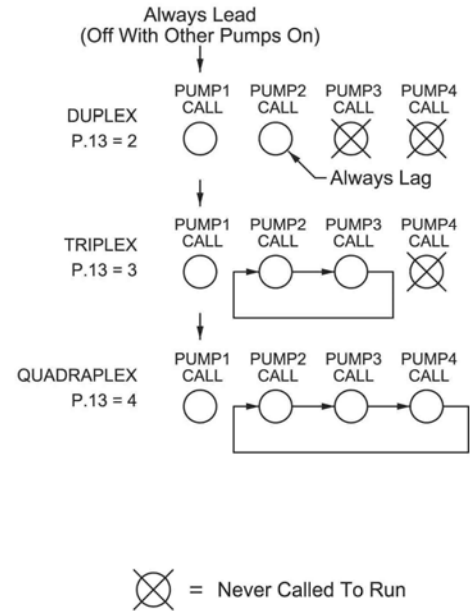 Always Lead
(Off With Other Pumps On)
PUMP1 PUMP2 PUMP3 PUMP4
DUPLEX CALL CALL CALL CALL
P.13 = 2
Always Lag
PUMP1 PUMP2 PUMP3 PUMP4
TRIPLEX CALL CALL CALL CALL
P.13 = 3
PUMP1 PUMP2 PUMP3 PUMP4
QUADRAPLEX CALL CALL CALL CALL
P.13 = 4
= Never Called To Run